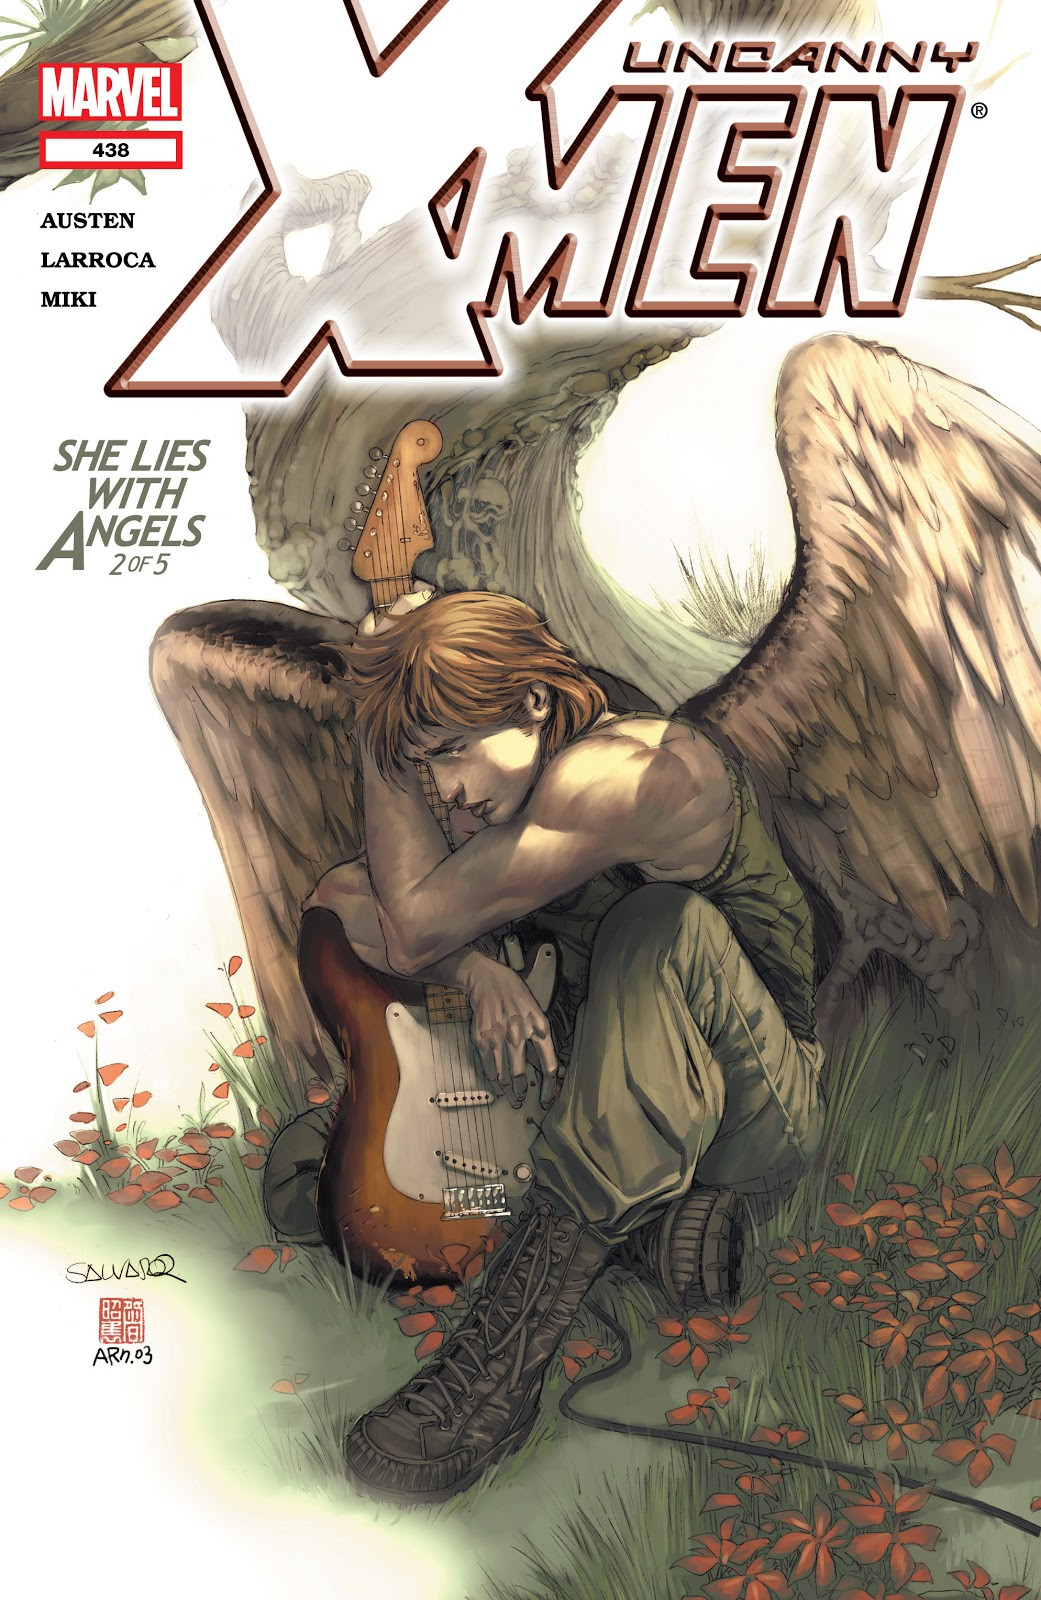 UNCANNY
X-MEN®
MARVEL
438
AUSTEN
LARROCA
MIKI
SHE LIES
WITH
ANGELS
2 OF 5
SALVADOR
ARn.03